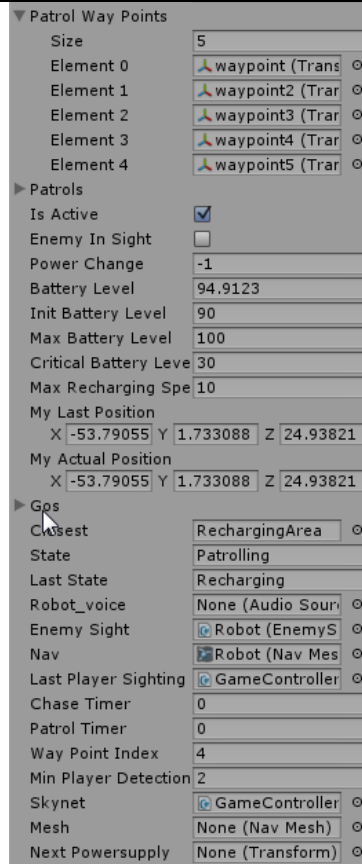 Patrol Way Points
Size 5
Element 0 waypoint (Trans
Element 1 waypoint2 (Trar
Element 2 waypoint3 (Trar
Element 3 waypoint4 (Trar
Element 4 waypoint5 (Trar
Patrols
Is Active
Enemy In Sight
Power Change -1
Battery Level 94.9123
Init Battery Level 90
Max Battery Level 100
Critical Battery Leve 30
Max Recharging Spe 10
My Last Position
X -53.79055 Y 1.733088 Z 24.93821
My Actual Position
X -53.79055 Y 1.733088 Z 24.93821
Gos
Closest RechargingArea
State Patrolling
Last State Recharging
Robot_voice None (Audio Sour
Enemy Sight Robot (EnemyS
Nav Robot (Nav Mes
Last Player Sighting GameController
Chase Timer 0
Patrol Timer 0
Way Point Index 4
Min Player Detection 2
Skynet GameController
Mesh None (Nav Mesh)
Next Powersupply None (Transform)